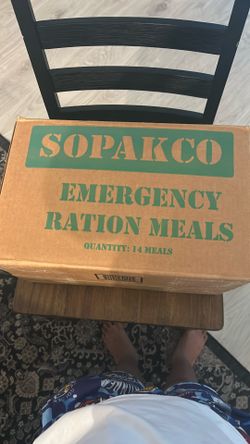 SOPAKCO
EMERGENCY
RATION MEALS
QUANTITY: 14 MEALS